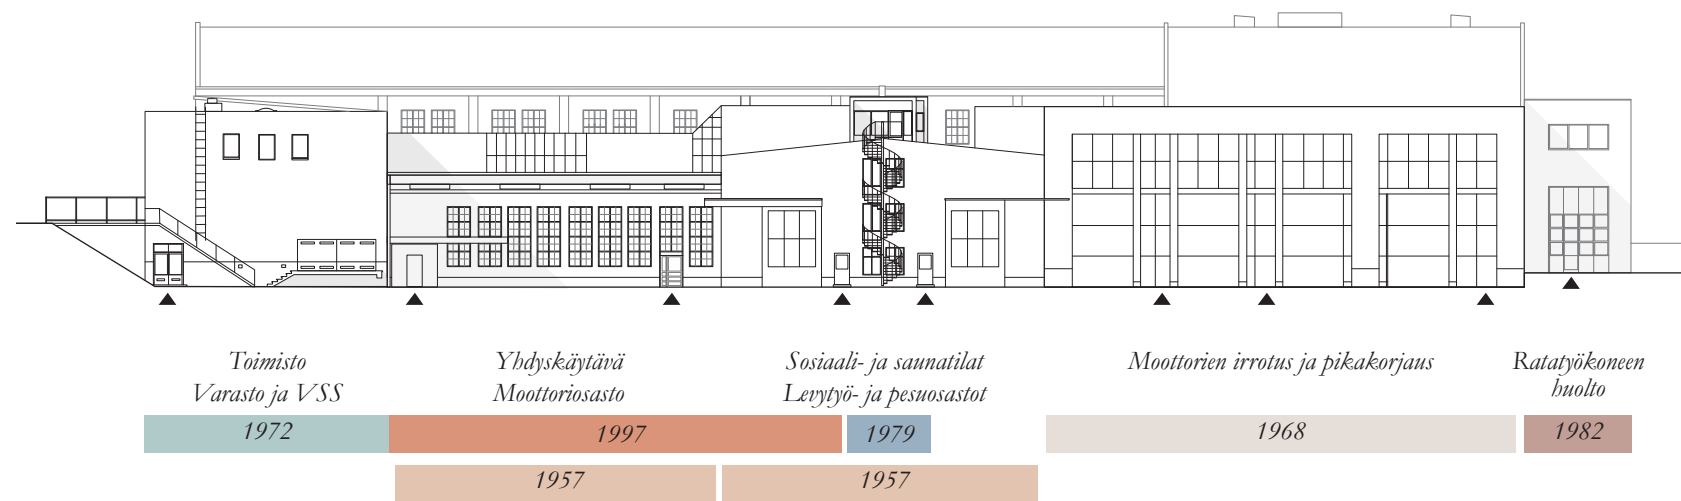 Toimisto
Varasto ja VSS
Yhdyskäytävä
Moottoriosasto
Sosiaali- ja saunatilat
Levytyö- ja pesuosastot
Moottorien irrotus ja pikakorjaus
Ratatyökoneen
huolto
1972
1997
1979
1968
1982
1957
1957